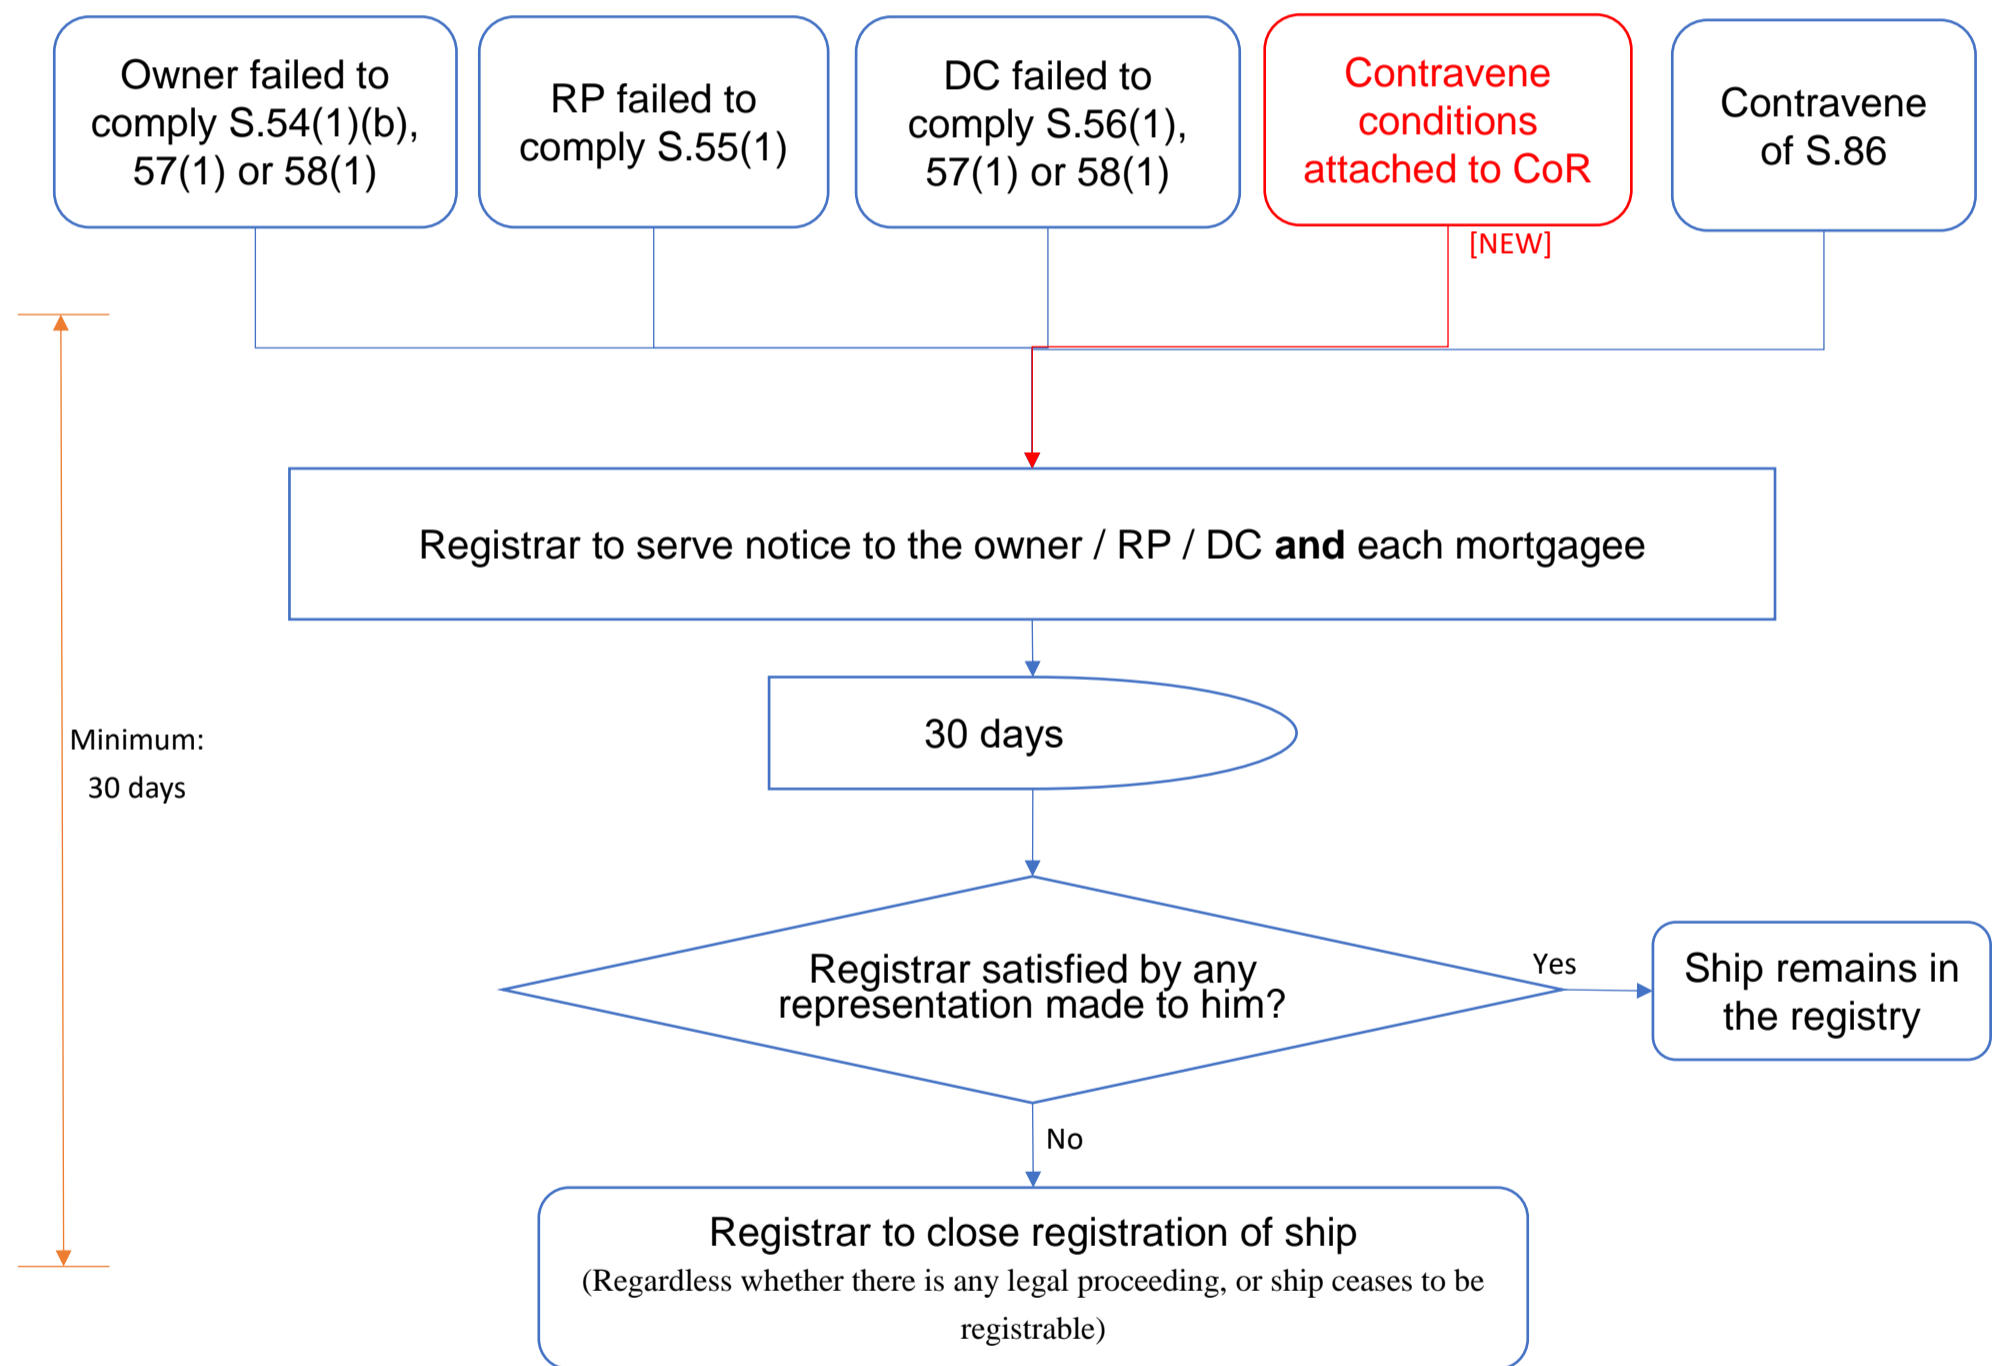 Owner failed to
comply S.54(1)(b),
57(1) or 58(1)
RP failed to
comply S.55(1)
DC failed to
comply S.56(1),
57(1) or 58(1)
Contravene
conditions
attached to CoR
[NEW]
Contravene
of S.86
Registrar to serve notice to the owner / RP / DC and each mortgagee
30 days
Minimum:
30 days
Registrar satisfied by any
representation made to him?
Yes
Ship remains in
the registry
No
Registrar to close registration of ship
(Regardless whether there is any legal proceeding, or ship ceases to be
registrable)